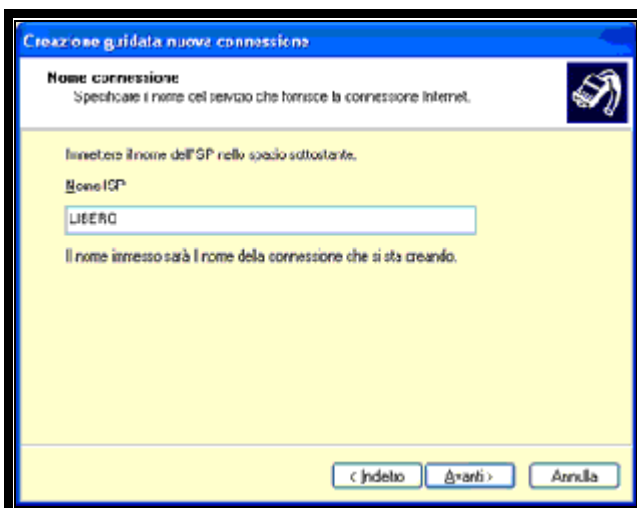 Creazione guidata nuova connessione
Nome connessione
Specificare il nome del servizio che fornisce la connessione Internet.
Immettere il nome dell'ISP nello spazio sottostante.
Nome ISP
LIBERO
Il nome immesso sarà il nome della connessione che si sta creando.
< Indietro
Avanti >
Annulla